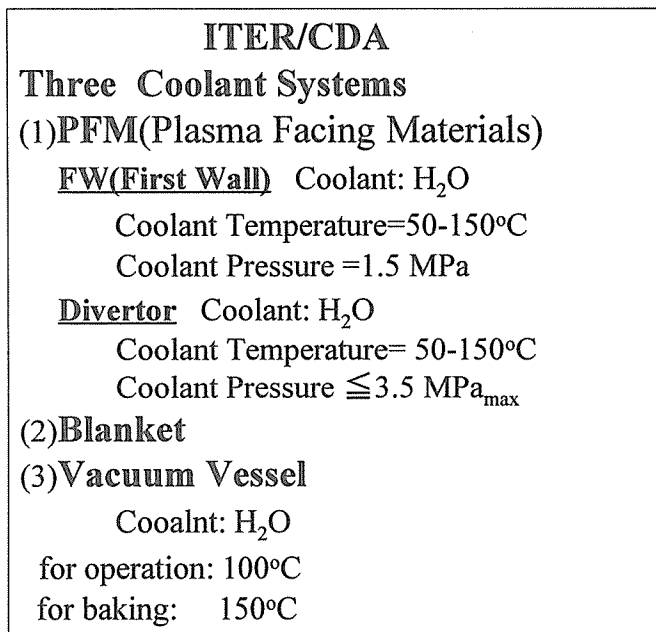 ITER/CDA
Three Coolant Systems
(1)PFM(Plasma Facing Materials)
FW(First Wall) Coolant: H₂O
Coolant Temperature=50-150°C
Coolant Pressure =1.5 MPa
Divertor Coolant: H₂O
Coolant Temperature= 50-150°C
Coolant Pressure ≦3.5 MPamax
(2)Blanket
(3)Vacuum Vessel
Cooalnt: H₂O
for operation: 100°C
for baking: 150°C